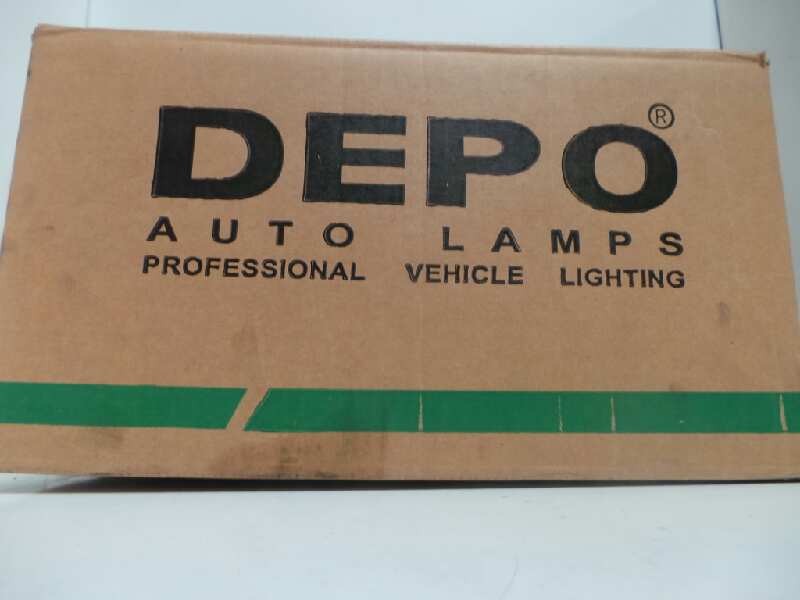 DEPO®
AUTO LAMPS
PROFESSIONAL VEHICLE LIGHTING